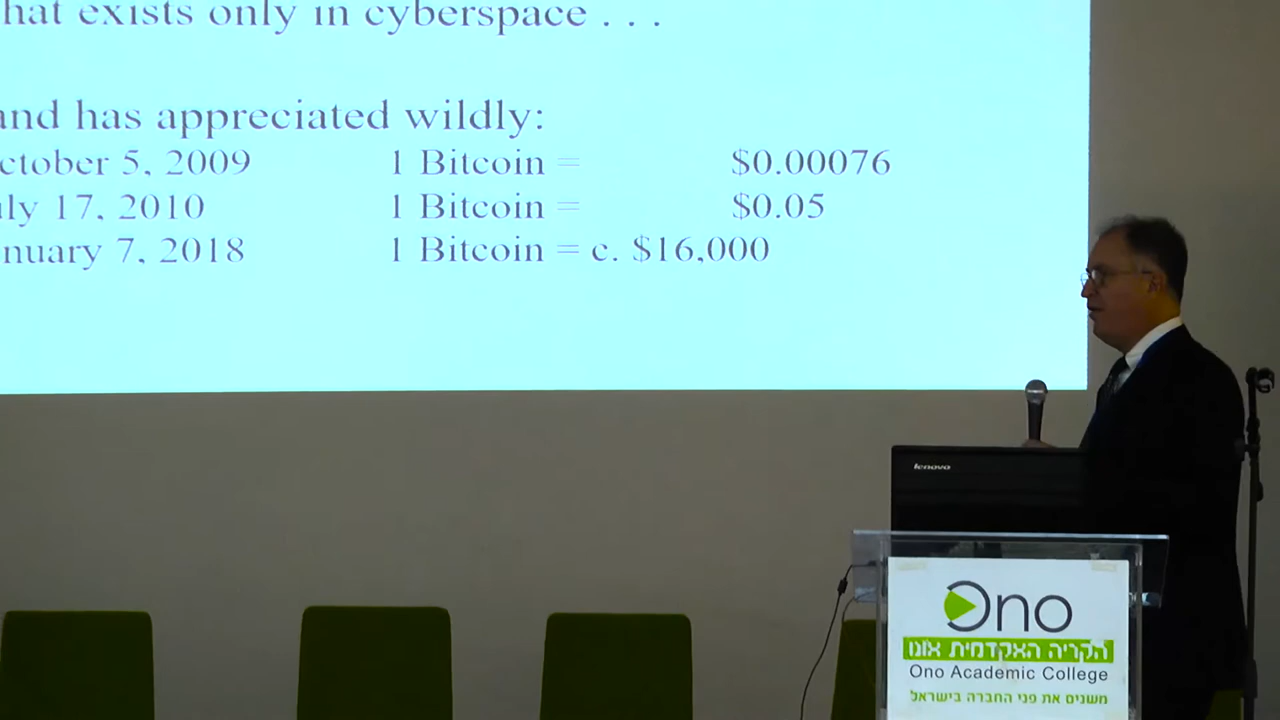 hat exists only in cyberspace . . .
and has appreciated wildly:
ctober 5, 2009 1 Bitcoin = $0.00076
uly 17, 2010 1 Bitcoin = $0.05
nuary 7, 2018 1 Bitcoin = c. $16,000
lenovo
Ono
הקריה האקדמית אונו
Ono Academic College
משנים את פני החברה בישראל